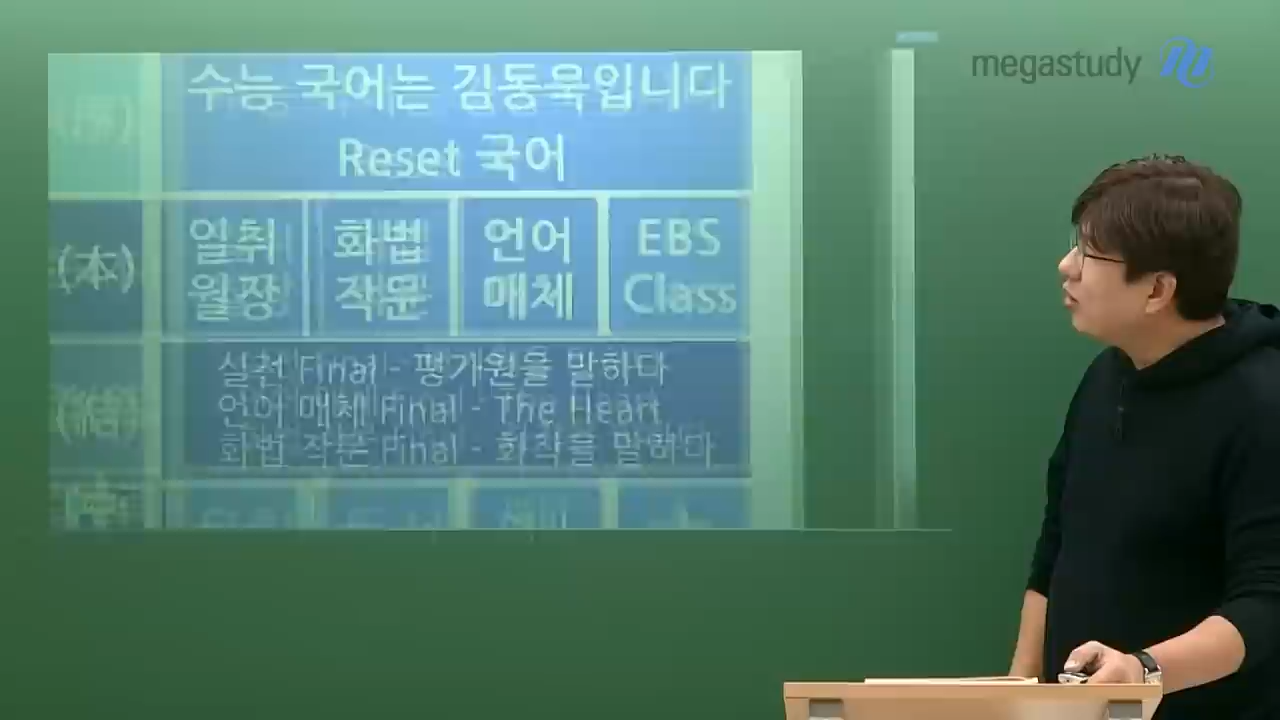 megastudy
수능 국어는 김동욱입니다
Reset 국어
(本)
일취
월장
화법
작문
언어
매체
EBS
Class
실전 Final - 평가원을 말하다
언어 매체 Final - The Heart
화법 작문 Final - 화작을 말하다